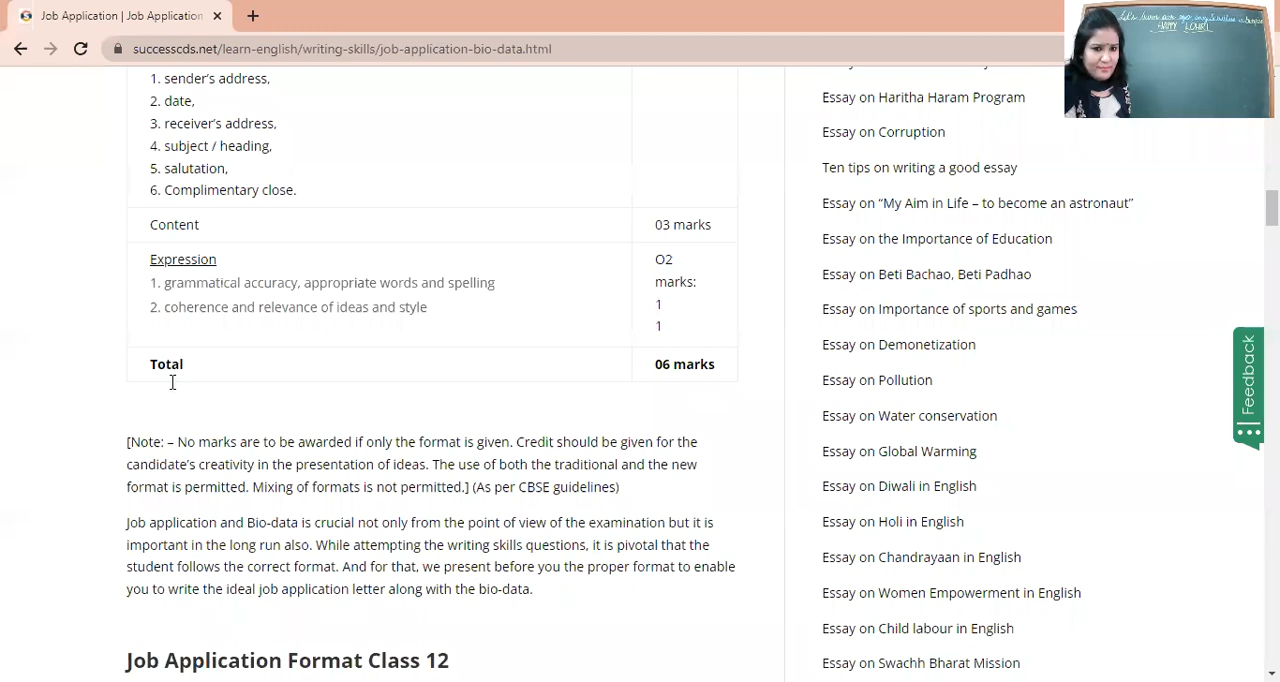 Job Application | Job Application
successcds.net/learn-english/writing-skills/job-application-bio-data.html
HAPPY LOHRI
1. sender's address,
2. date,
3. receiver's address,
4. subject / heading,
5. salutation,
6. Complimentary close.
Content 03 marks
Expression O2
marks:
1. grammatical accuracy, appropriate words and spelling
1
2. coherence and relevance of ideas and style
1
Total 06 marks
[Note: – No marks are to be awarded if only the format is given. Credit should be given for the
candidate's creativity in the presentation of ideas. The use of both the traditional and the new
format is permitted. Mixing of formats is not permitted.] (As per CBSE guidelines)
Job application and Bio-data is crucial not only from the point of view of the examination but it is
important in the long run also. While attempting the writing skills questions, it is pivotal that the
student follows the correct format. And for that, we present before you the proper format to enable
you to write the ideal job application letter along with the bio-data.
Job Application Format Class 12
Essay on Haritha Haram Program
Essay on Corruption
Ten tips on writing a good essay
Essay on “My Aim in Life – to become an astronaut”
Essay on the Importance of Education
Essay on Beti Bachao, Beti Padhao
Essay on Importance of sports and games
Essay on Demonetization
Essay on Pollution
Essay on Water conservation
Essay on Global Warming
Essay on Diwali in English
Essay on Holi in English
Essay on Chandrayaan in English
Essay on Women Empowerment in English
Essay on Child labour in English
Essay on Swachh Bharat Mission
Feedback